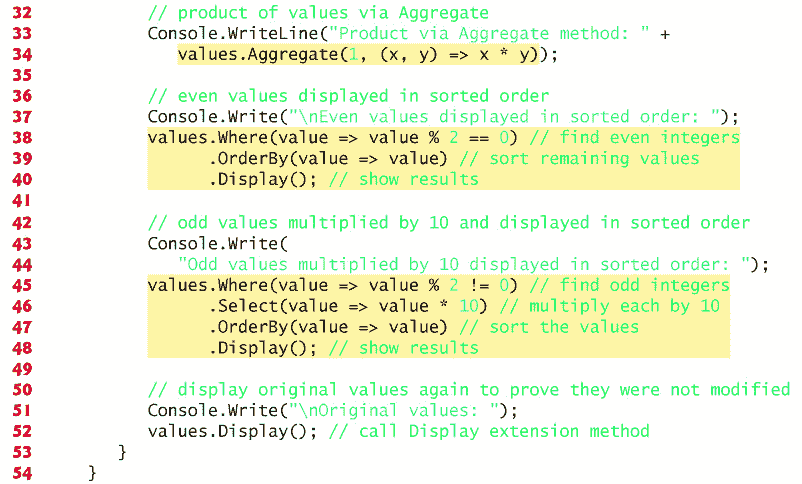 32 // product of values via Aggregate
33 Console.WriteLine("Product via Aggregate method: " +
34 values.Aggregate(1, (x, y) => x * y));
35
36 // even values displayed in sorted order
37 Console.Write("\nEven values displayed in sorted order: ");
38 values.Where(value => value % 2 == 0) // find even integers
39 .OrderBy(value => value) // sort remaining values
40 .Display(); // show results
41
42 // odd values multiplied by 10 and displayed in sorted order
43 Console.Write(
44 "Odd values multiplied by 10 displayed in sorted order: ");
45 values.Where(value => value % 2 != 0) // find odd integers
46 .Select(value => value * 10) // multiply each by 10
47 .OrderBy(value => value) // sort the values
48 .Display(); // show results
49
50 // display original values again to prove they were not modified
51 Console.Write("\nOriginal values: ");
52 values.Display(); // call Display extension method
53 }
54 }